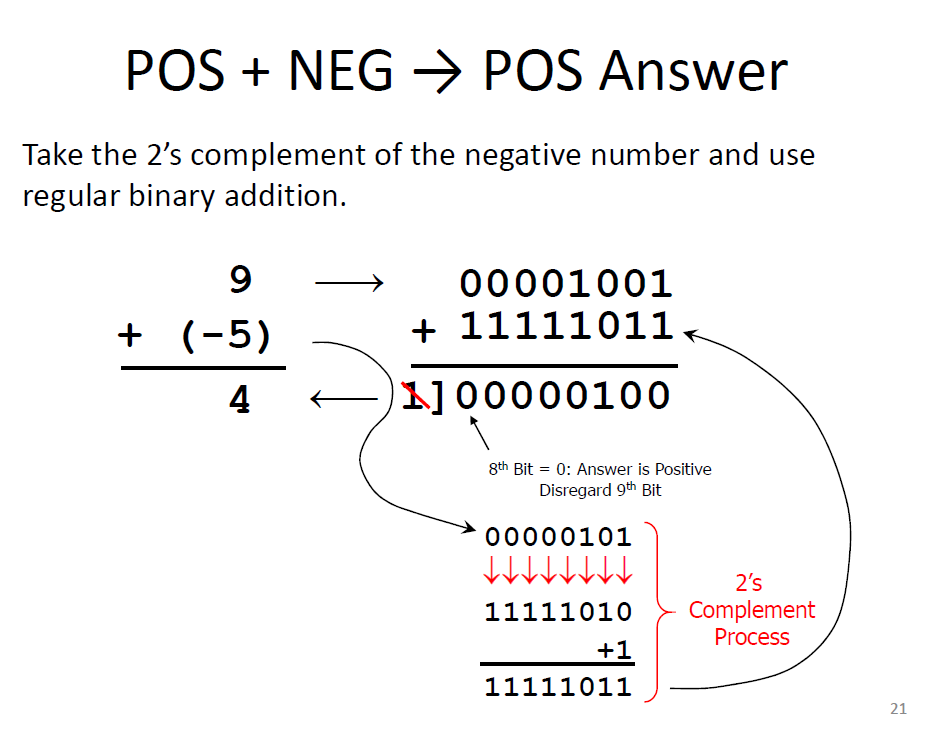 POS + NEG → POS Answer
Take the 2’s complement of the negative number and use
regular binary addition.
9 → 00001001
+ (-5) + 11111011
4 ← 1]00000100
8th Bit = 0: Answer is Positive
Disregard 9th Bit
00000101
↓↓↓↓↓↓↓↓
11111010
+1
11111011
2’s
Complement
Process
21